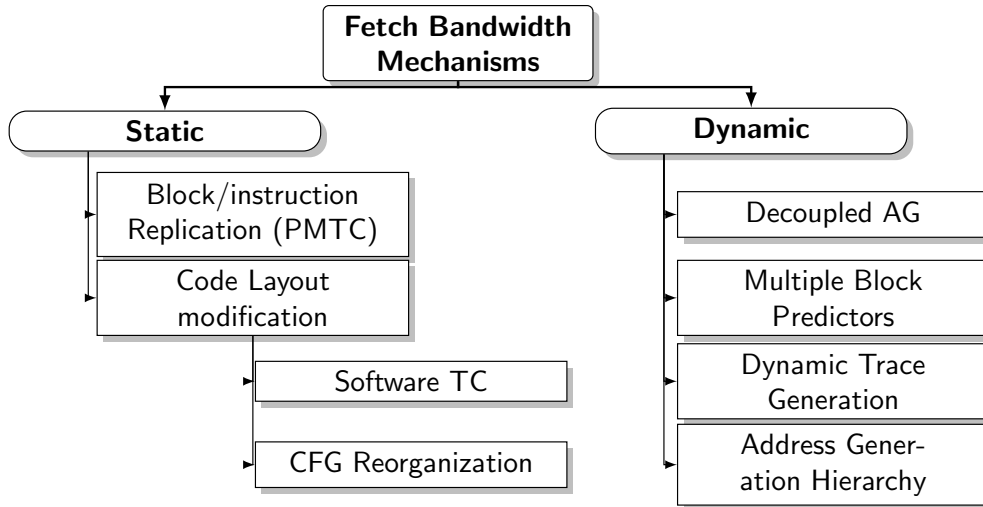 Fetch Bandwidth
Mechanisms
Static
Dynamic
Block/instruction
Replication (PMTC)
Code Layout
modification
Software TC
CFG Reorganization
Decoupled AG
Multiple Block
Predictors
Dynamic Trace
Generation
Address Gener-
ation Hierarchy